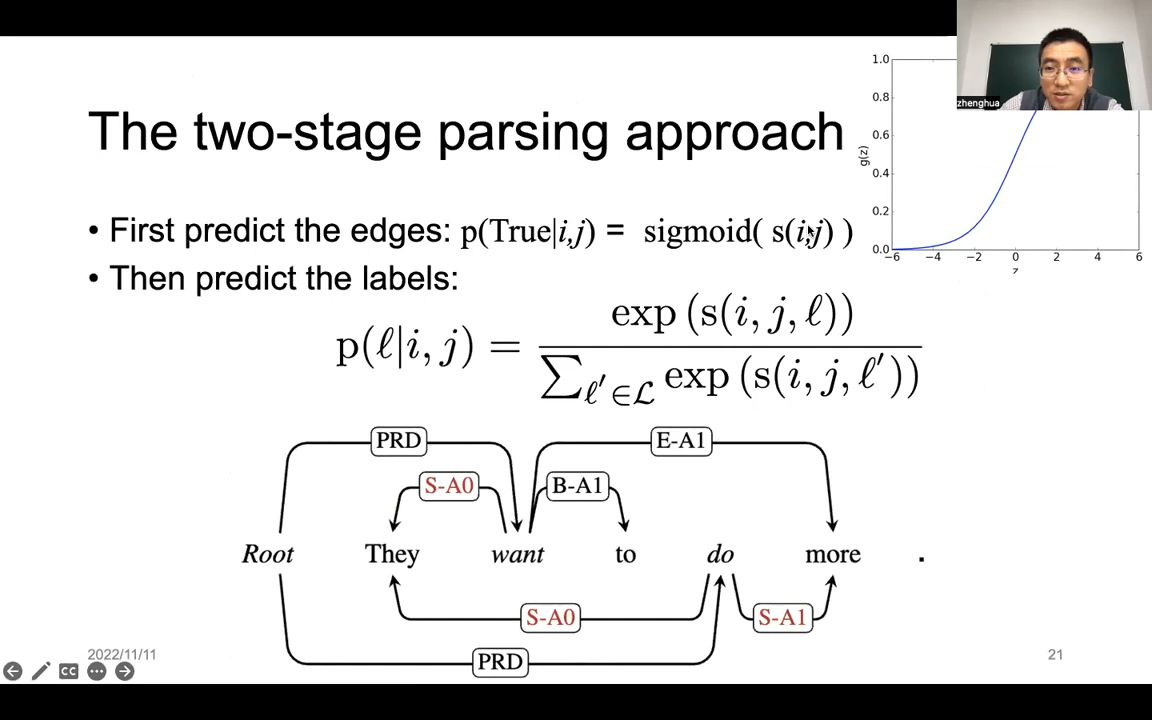 zhenghua
The two-stage parsing approach
• First predict the edges: p(True|i,j) = sigmoid( s(i,j) )
• Then predict the labels:
p(ℓ|i, j) = exp (s(i, j, ℓ)) / ∑ℓ′∈ℒ exp (s(i, j, ℓ′))
1.0
0.8
0.6
0.4
0.2
0.0
g(z)
−6 −4 −2 0 2 4 6
z
PRD E-A1
S-A0 B-A1
Root They want to do more .
S-A0 S-A1
PRD
2022/11/11 21
CC